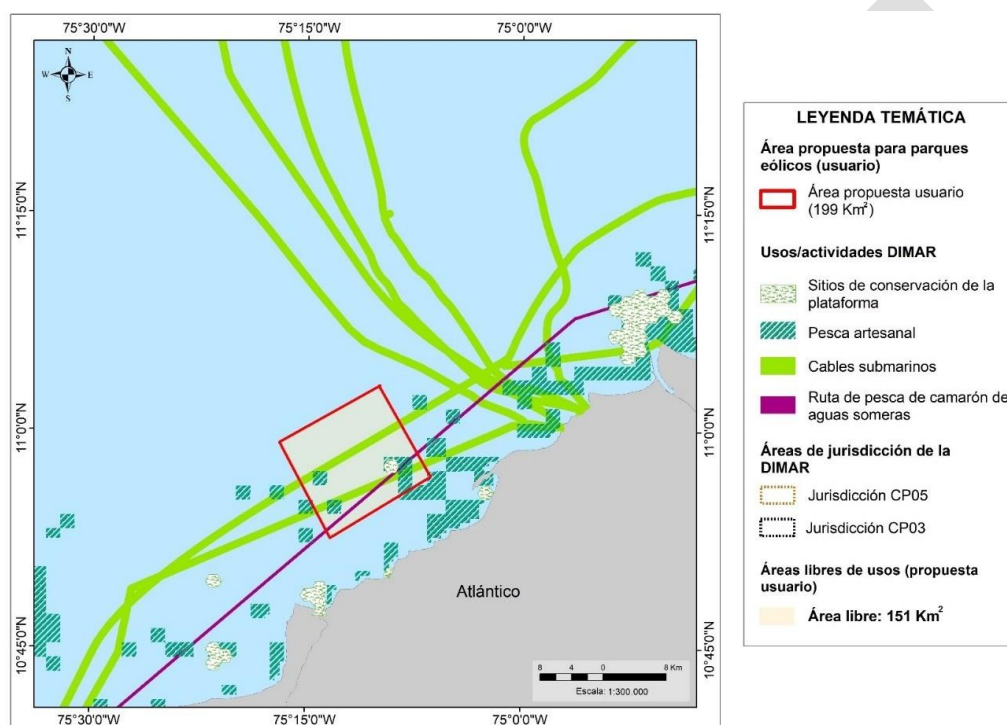 75°30'0"W
75°15'0"W
75°0'0"W
N
W E
S
11°15'0"N
11°15'0"N
11°0'0"N
11°0'0"N
10°45'0"N
10°45'0"N
Atlántico
8 4 0 8 Km
Escala: 1:300.000
75°30'0"W
75°15'0"W
75°0'0"W
LEYENDA TEMÁTICA
Área propuesta para parques
eólicos (usuario)
Área propuesta usuario
(199 Km²)
Usos/actividades DIMAR
Sitios de conservación de la
plataforma
Pesca artesanal
Cables submarinos
Ruta de pesca de camarón de
aguas someras
Áreas de jurisdicción de la
DIMAR
Jurisdicción CP05
Jurisdicción CP03
Áreas libres de usos (propuesta
usuario)
Área libre: 151 Km²